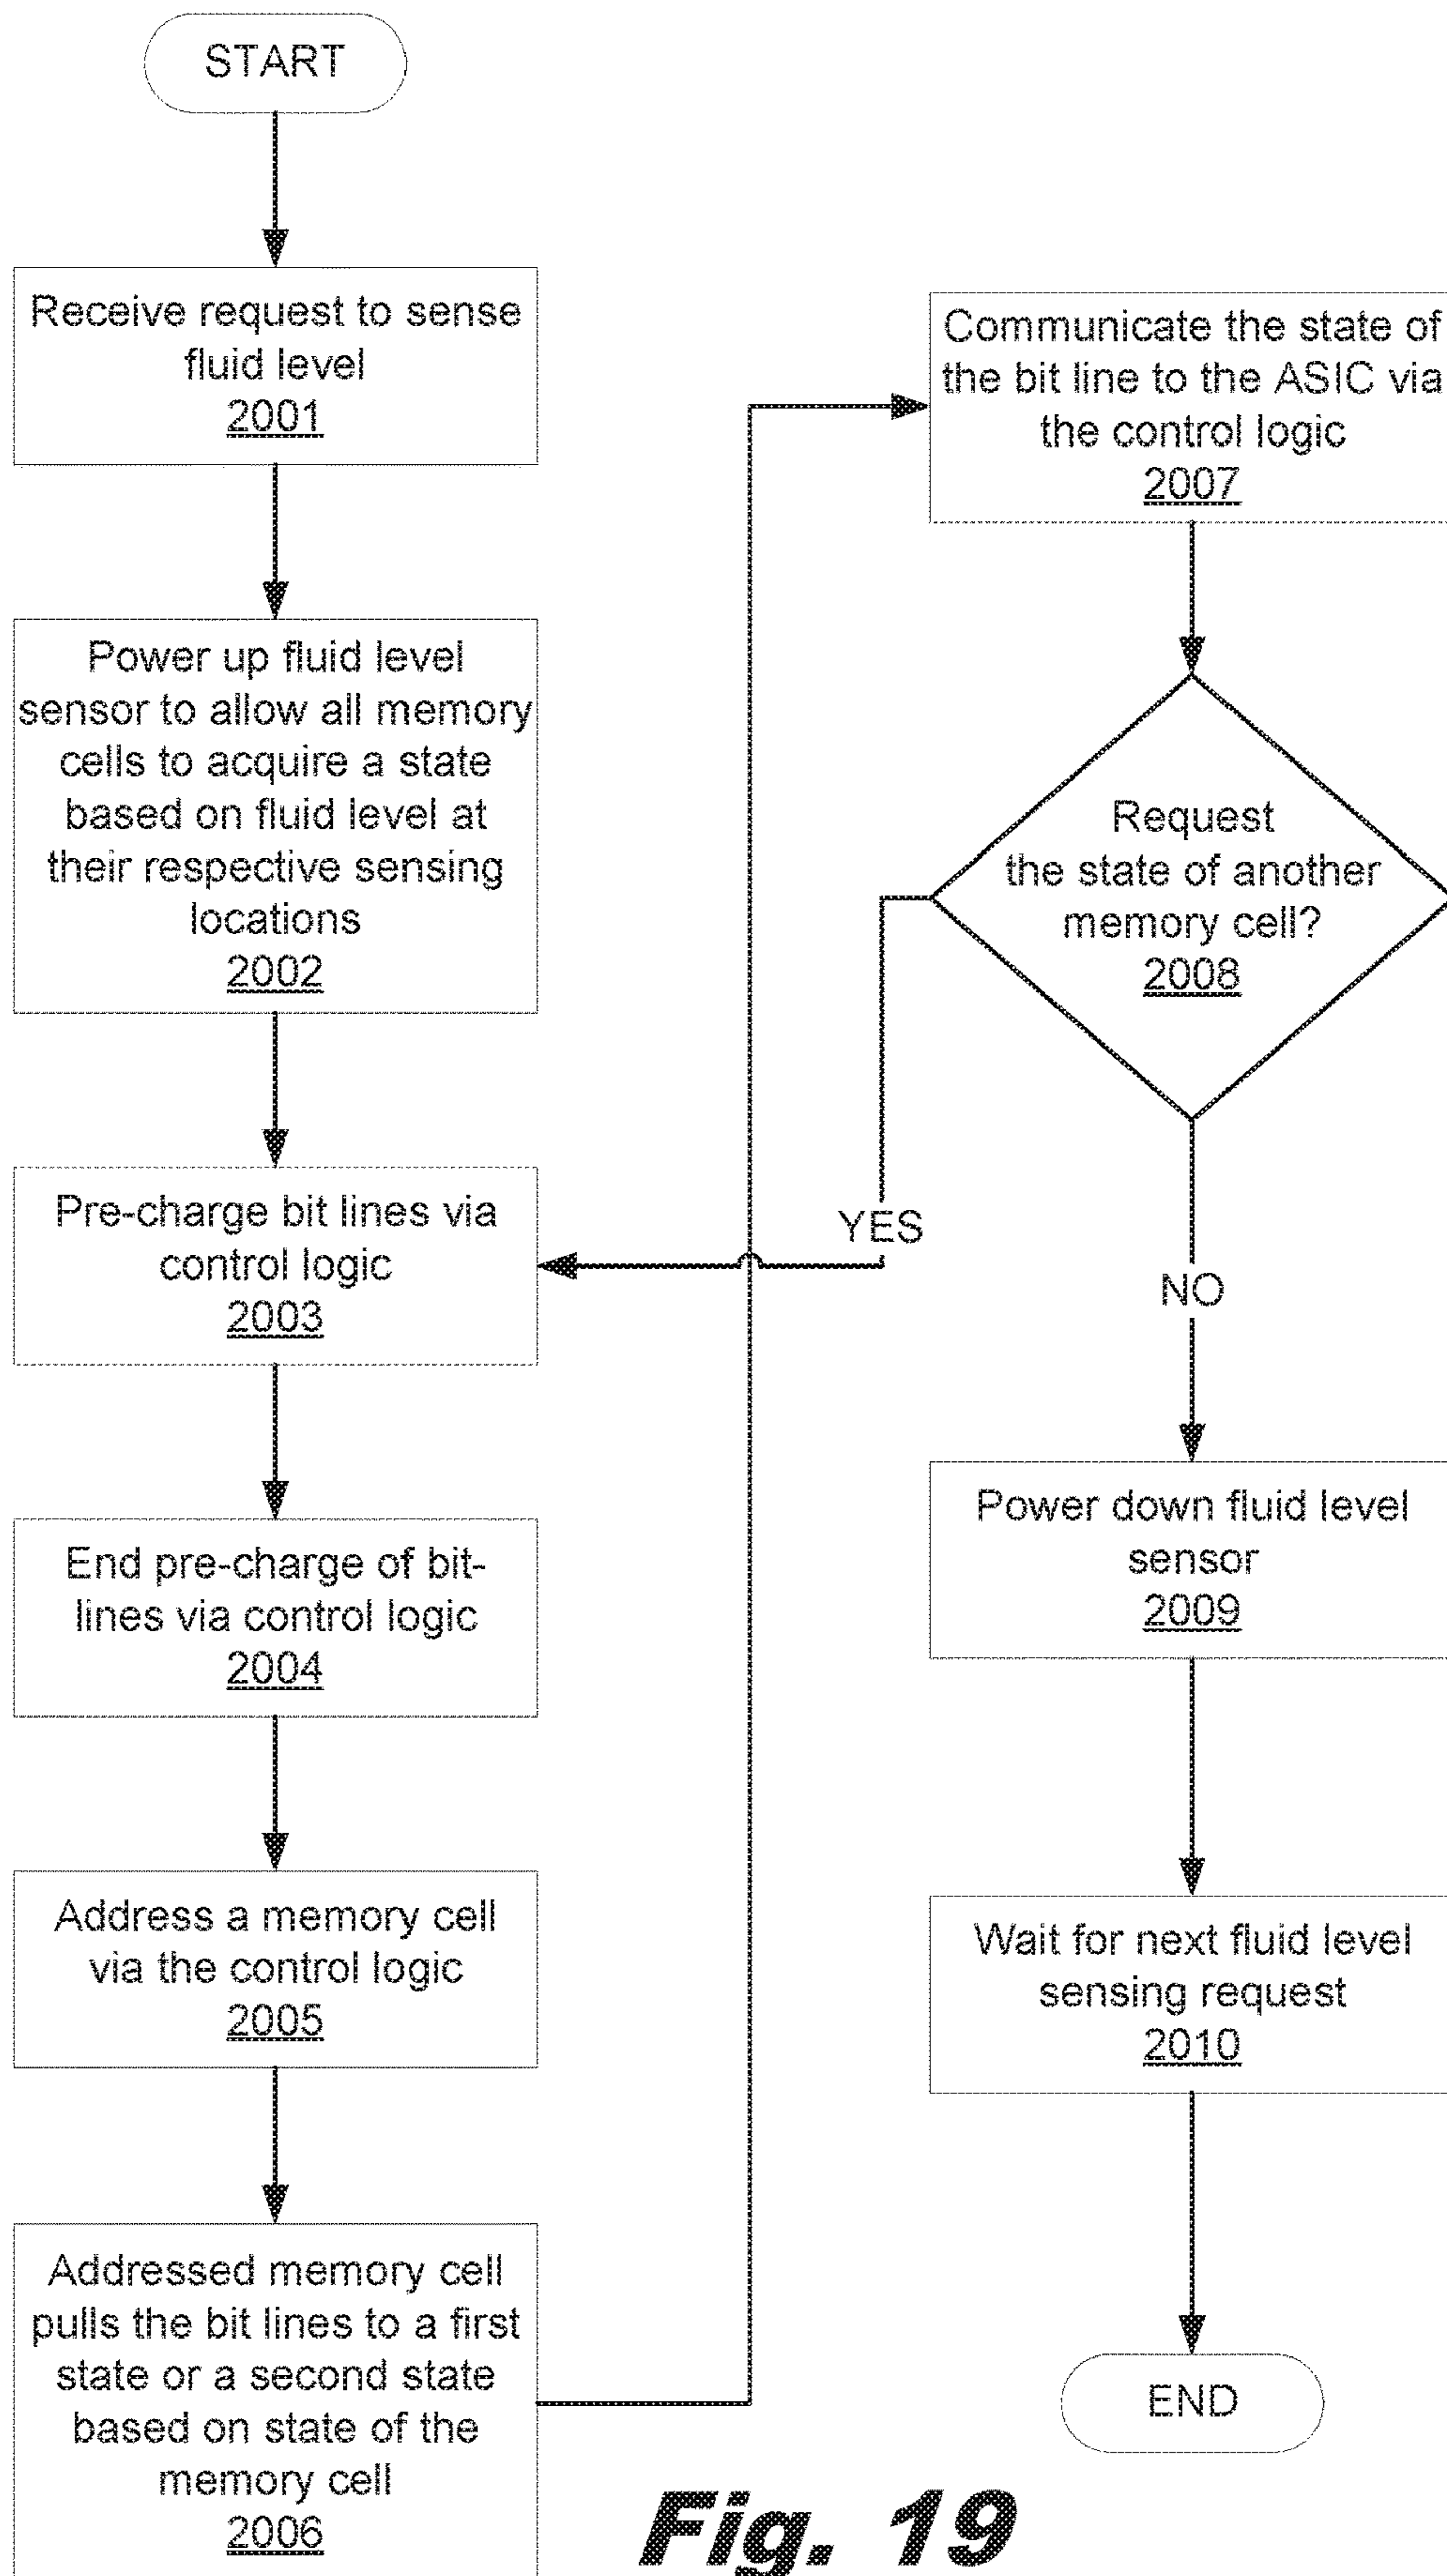 START
Receive request to sense
fluid level
2001
Power up fluid level
sensor to allow all memory
cells to acquire a state
based on fluid level at
their respective sensing
locations
2002
Pre-charge bit lines via
control logic
2003
End pre-charge of bit-
lines via control logic
2004
Address a memory cell
via the control logic
2005
Addressed memory cell
pulls the bit lines to a first
state or a second state
based on state of the
memory cell
2006
Communicate the state of
the bit line to the ASIC via
the control logic
2007
Request
the state of another
memory cell?
2008
YES
NO
Power down fluid level
sensor
2009
Wait for next fluid level
sensing request
2010
END
Fig. 19